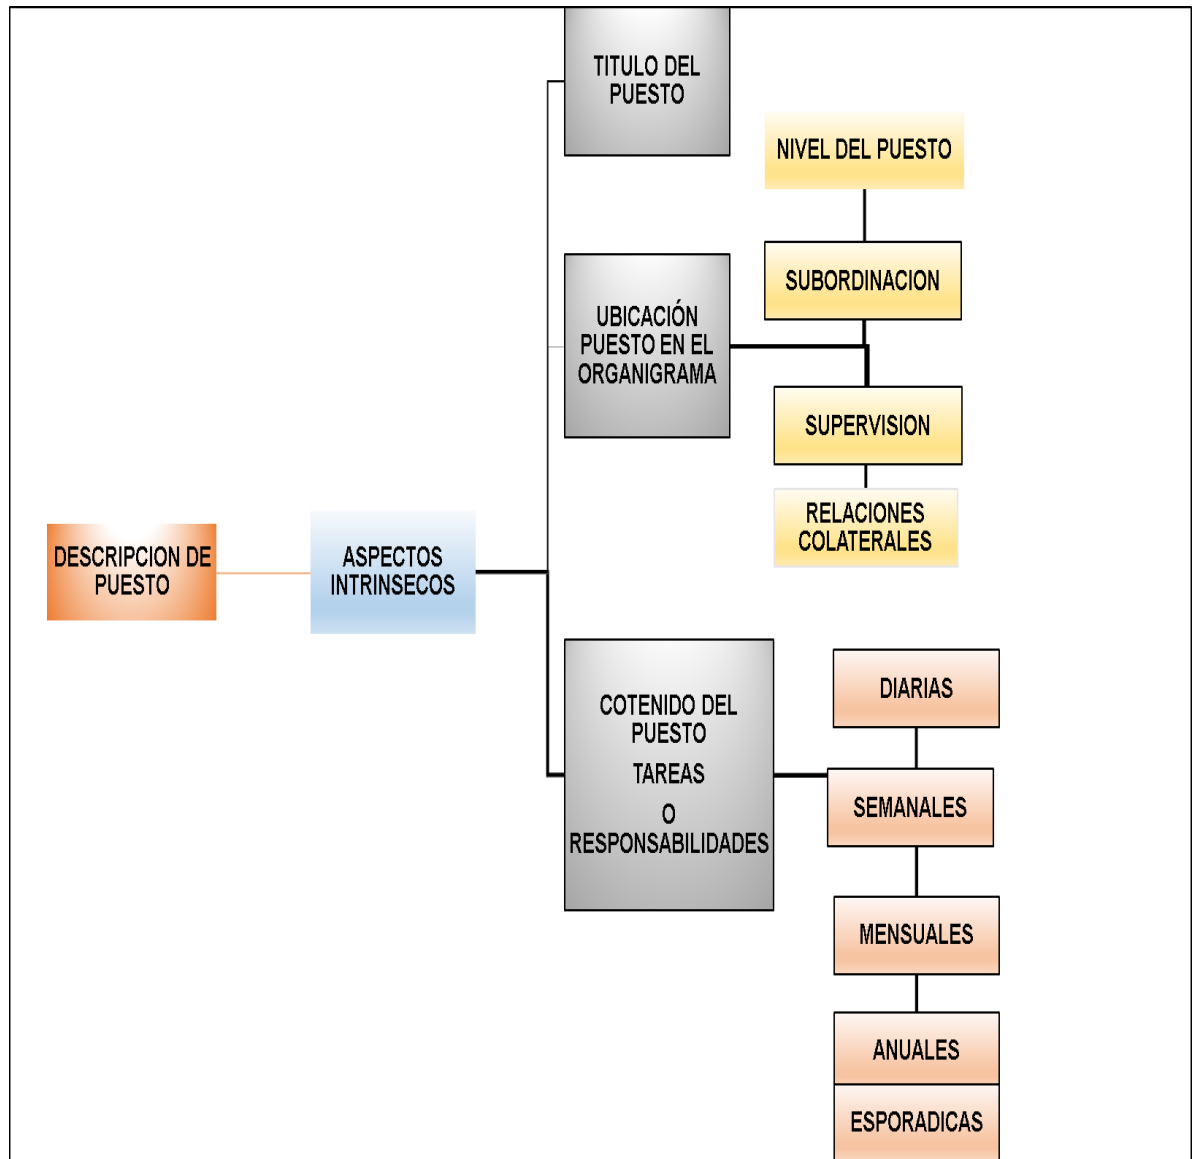 TITULO DEL
PUESTO
NIVEL DEL PUESTO
SUBORDINACION
UBICACIÓN
PUESTO EN EL
ORGANIGRAMA
SUPERVISION
RELACIONES
COLATERALES
DESCRIPCION DE
PUESTO
ASPECTOS
INTRINSECOS
COTENIDO DEL
PUESTO
TAREAS
O
RESPONSABILIDADES
DIARIAS
SEMANALES
MENSUALES
ANUALES
ESPORADICAS